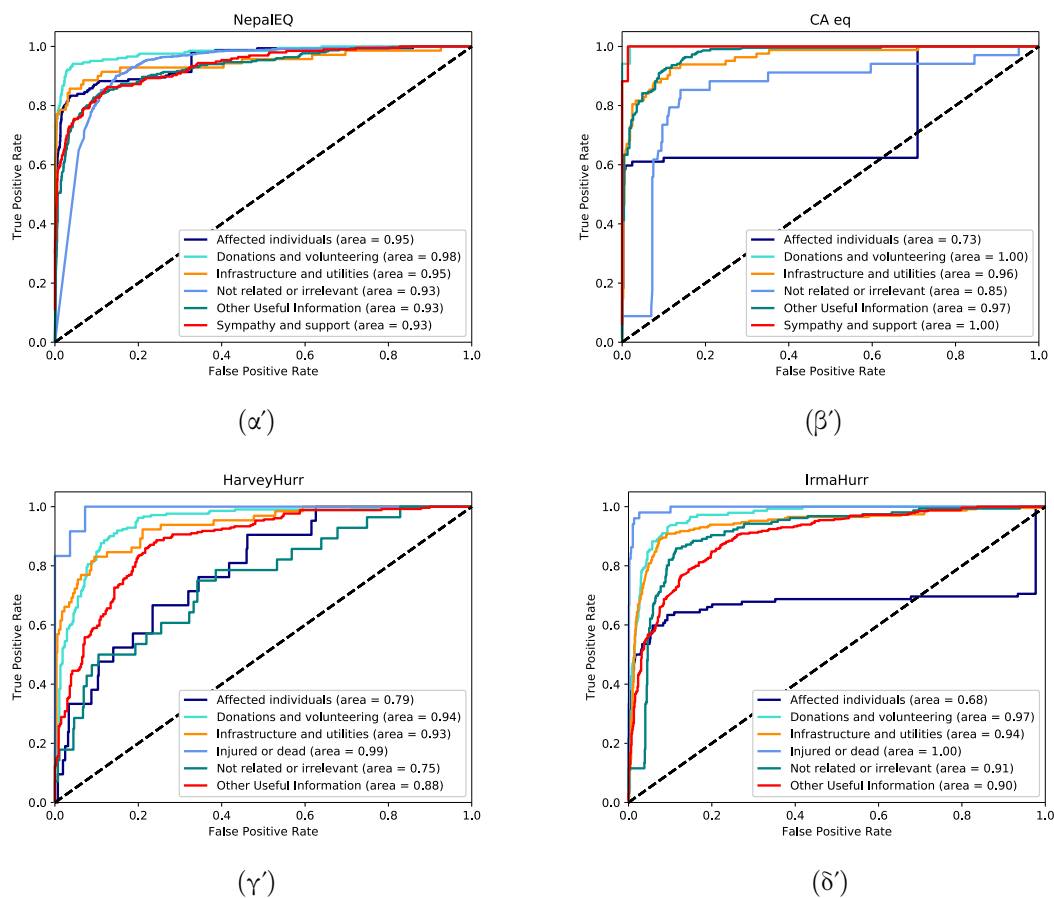 NepalEQ
1.0
0.8
0.6
0.4
0.2
0.0
True Positive Rate
Affected individuals (area = 0.95)
Donations and volunteering (area = 0.98)
Infrastructure and utilities (area = 0.95)
Not related or irrelevant (area = 0.93)
Other Useful Information (area = 0.93)
Sympathy and support (area = 0.93)
0.0 0.2 0.4 0.6 0.8 1.0
False Positive Rate
(α΄)
CA eq
1.0
0.8
0.6
0.4
0.2
0.0
True Positive Rate
Affected individuals (area = 0.73)
Donations and volunteering (area = 1.00)
Infrastructure and utilities (area = 0.96)
Not related or irrelevant (area = 0.85)
Other Useful Information (area = 0.97)
Sympathy and support (area = 1.00)
0.0 0.2 0.4 0.6 0.8 1.0
False Positive Rate
(β΄)
HarveyHurr
1.0
0.8
0.6
0.4
0.2
0.0
True Positive Rate
Affected individuals (area = 0.79)
Donations and volunteering (area = 0.94)
Infrastructure and utilities (area = 0.93)
Injured or dead (area = 0.99)
Not related or irrelevant (area = 0.75)
Other Useful Information (area = 0.88)
0.0 0.2 0.4 0.6 0.8 1.0
False Positive Rate
(γ΄)
IrmaHurr
1.0
0.8
0.6
0.4
0.2
0.0
True Positive Rate
Affected individuals (area = 0.68)
Donations and volunteering (area = 0.97)
Infrastructure and utilities (area = 0.94)
Injured or dead (area = 1.00)
Not related or irrelevant (area = 0.91)
Other Useful Information (area = 0.90)
0.0 0.2 0.4 0.6 0.8 1.0
False Positive Rate
(δ΄)